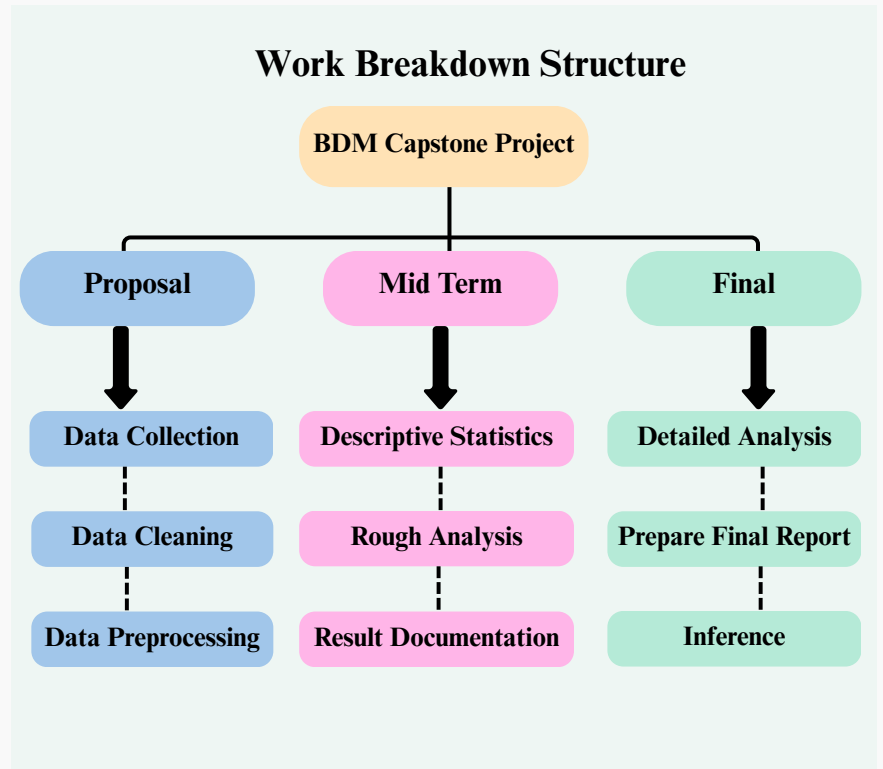 Work Breakdown Structure
BDM Capstone Project
Proposal
Mid Term
Final
Data Collection
Descriptive Statistics
Detailed Analysis
Data Cleaning
Rough Analysis
Prepare Final Report
Data Preprocessing
Result Documentation
Inference